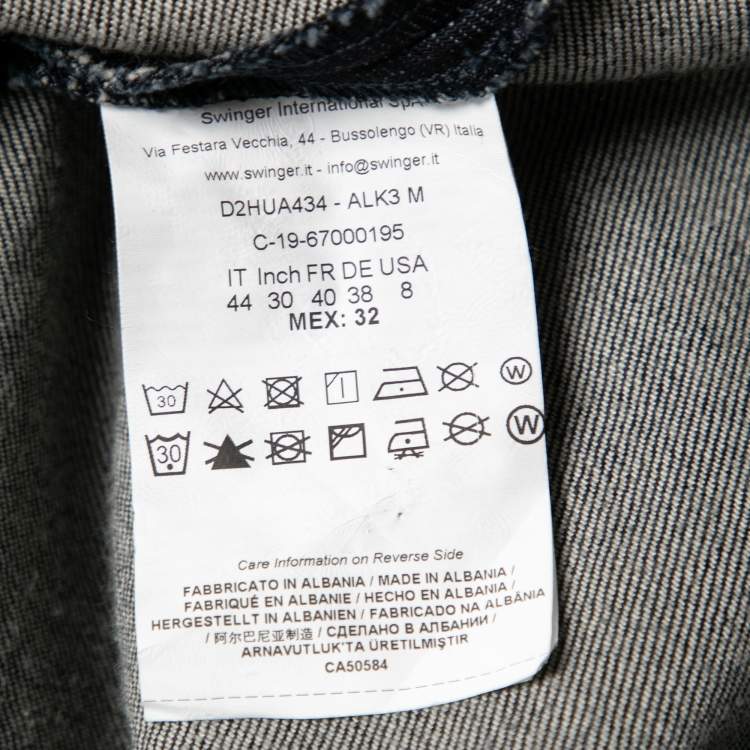 Swinger International SpA
Via Festara Vecchia, 44 - Bussolengo (VR) Italia
www.swinger.it - info@swinger.it
D2HUA434 - ALK3 M
C-19-67000195
IT Inch FR DE USA
44 30 40 38 8
MEX: 32
30 W
30 W
Care Information on Reverse Side
FABBRICATO IN ALBANIA / MADE IN ALBANIA /
FABRIQUÉ EN ALBANIE / HECHO EN ALBANIA /
HERGESTELLT IN ALBANIEN / FABRICADO NA ALBÂNIA
/ 阿尔巴尼亚制造 / СДЕЛАНО В АЛБАНИИ /
ARNAVUTLUK'TA ÜRETILMIŞTIR
CA50584